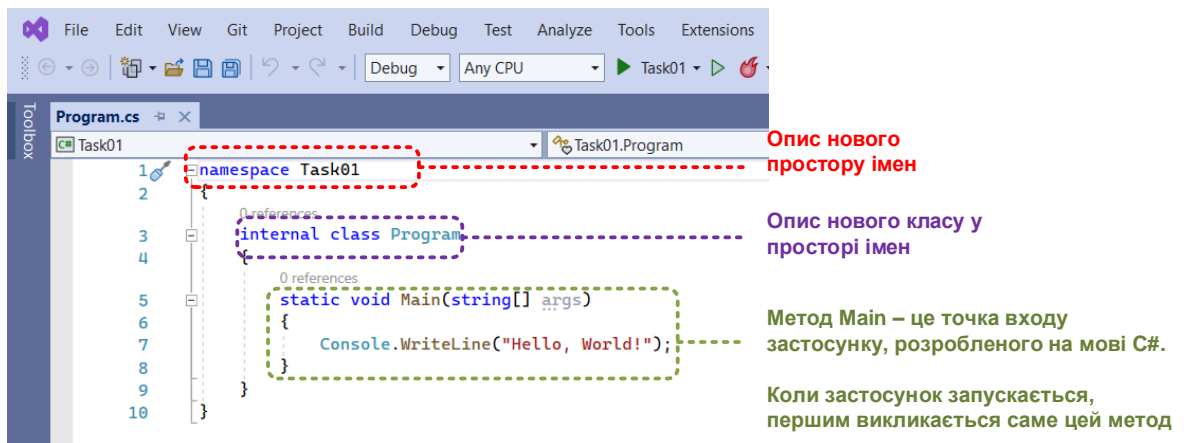 File Edit View Git Project Build Debug Test Analyze Tools Extensions
Debug Any CPU Task01
Toolbox
Program.cs
C# Task01 Task01.Program
1 namespace Task01
2 {
0 references
3 internal class Program
4 {
0 references
5 static void Main(string[] args)
6 {
7 Console.WriteLine("Hello, World!");
8 }
9 }
10 }
Опис нового
простору імен
Опис нового класу у
просторі імен
Метод Main – це точка входу
застосунку, розробленого на мові C#.
Коли застосунок запускається,
першим викликається саме цей метод